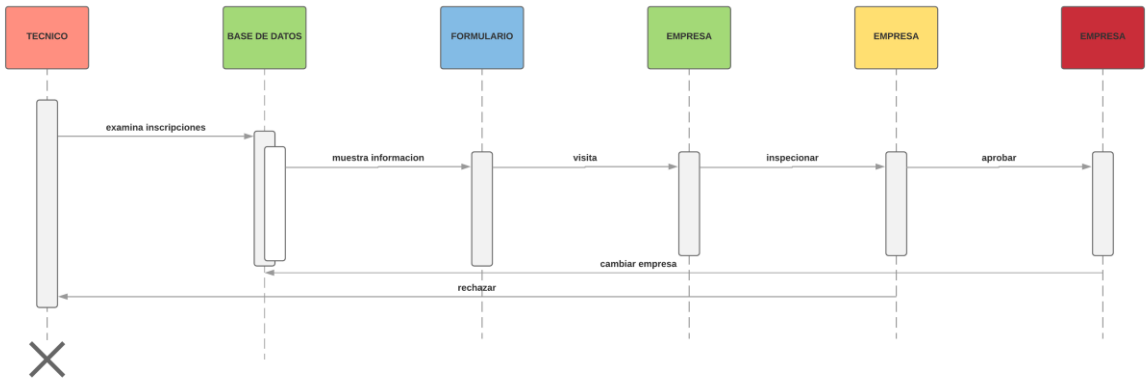 TECNICO
BASE DE DATOS
FORMULARIO
EMPRESA
EMPRESA
EMPRESA
examina inscripciones
muestra informacion
visita
inspecionar
aprobar
cambiar empresa
rechazar